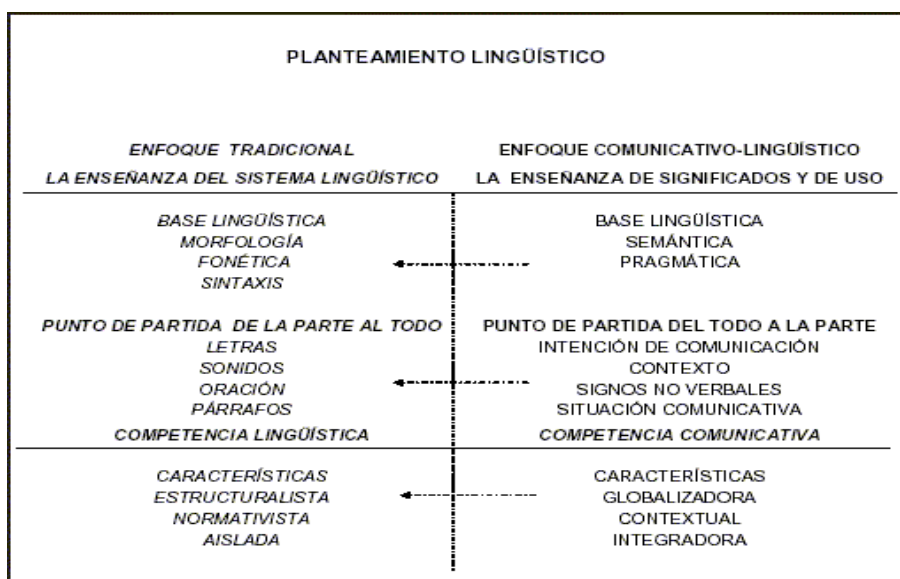 PLANTEAMIENTO LINGÜÍSTICO
ENFOQUE TRADICIONAL
LA ENSEÑANZA DEL SISTEMA LINGÜÍSTICO
BASE LINGÜÍSTICA
MORFOLOGÍA
FONÉTICA
SINTAXIS
PUNTO DE PARTIDA DE LA PARTE AL TODO
LETRAS
SONIDOS
ORACIÓN
PÁRRAFOS
COMPETENCIA LINGÜÍSTICA
CARACTERÍSTICAS
ESTRUCTURALISTA
NORMATIVISTA
AISLADA
ENFOQUE COMUNICATIVO-LINGÜÍSTICO
LA ENSEÑANZA DE SIGNIFICADOS Y DE USO
BASE LINGÜÍSTICA
SEMÁNTICA
PRAGMÁTICA
PUNTO DE PARTIDA DEL TODO A LA PARTE
INTENCIÓN DE COMUNICACIÓN
CONTEXTO
SIGNOS NO VERBALES
SITUACIÓN COMUNICATIVA
COMPETENCIA COMUNICATIVA
CARACTERÍSTICAS
GLOBALIZADORA
CONTEXTUAL
INTEGRADORA